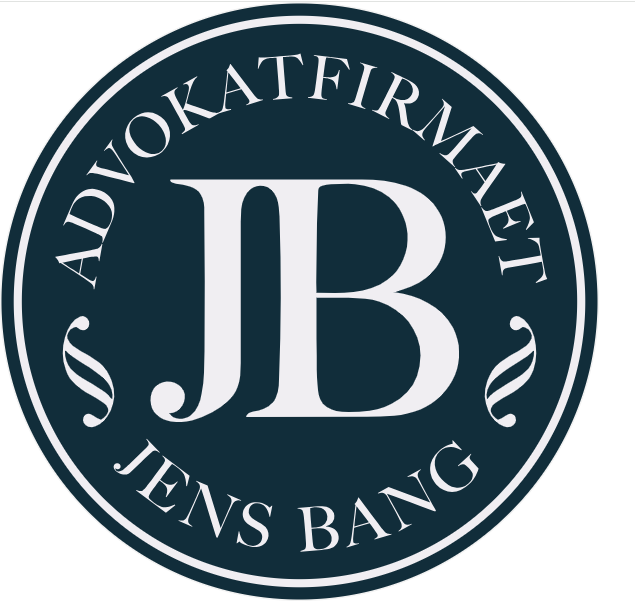 ADVOKATFIRMAET
§ JB §
JENS BANG